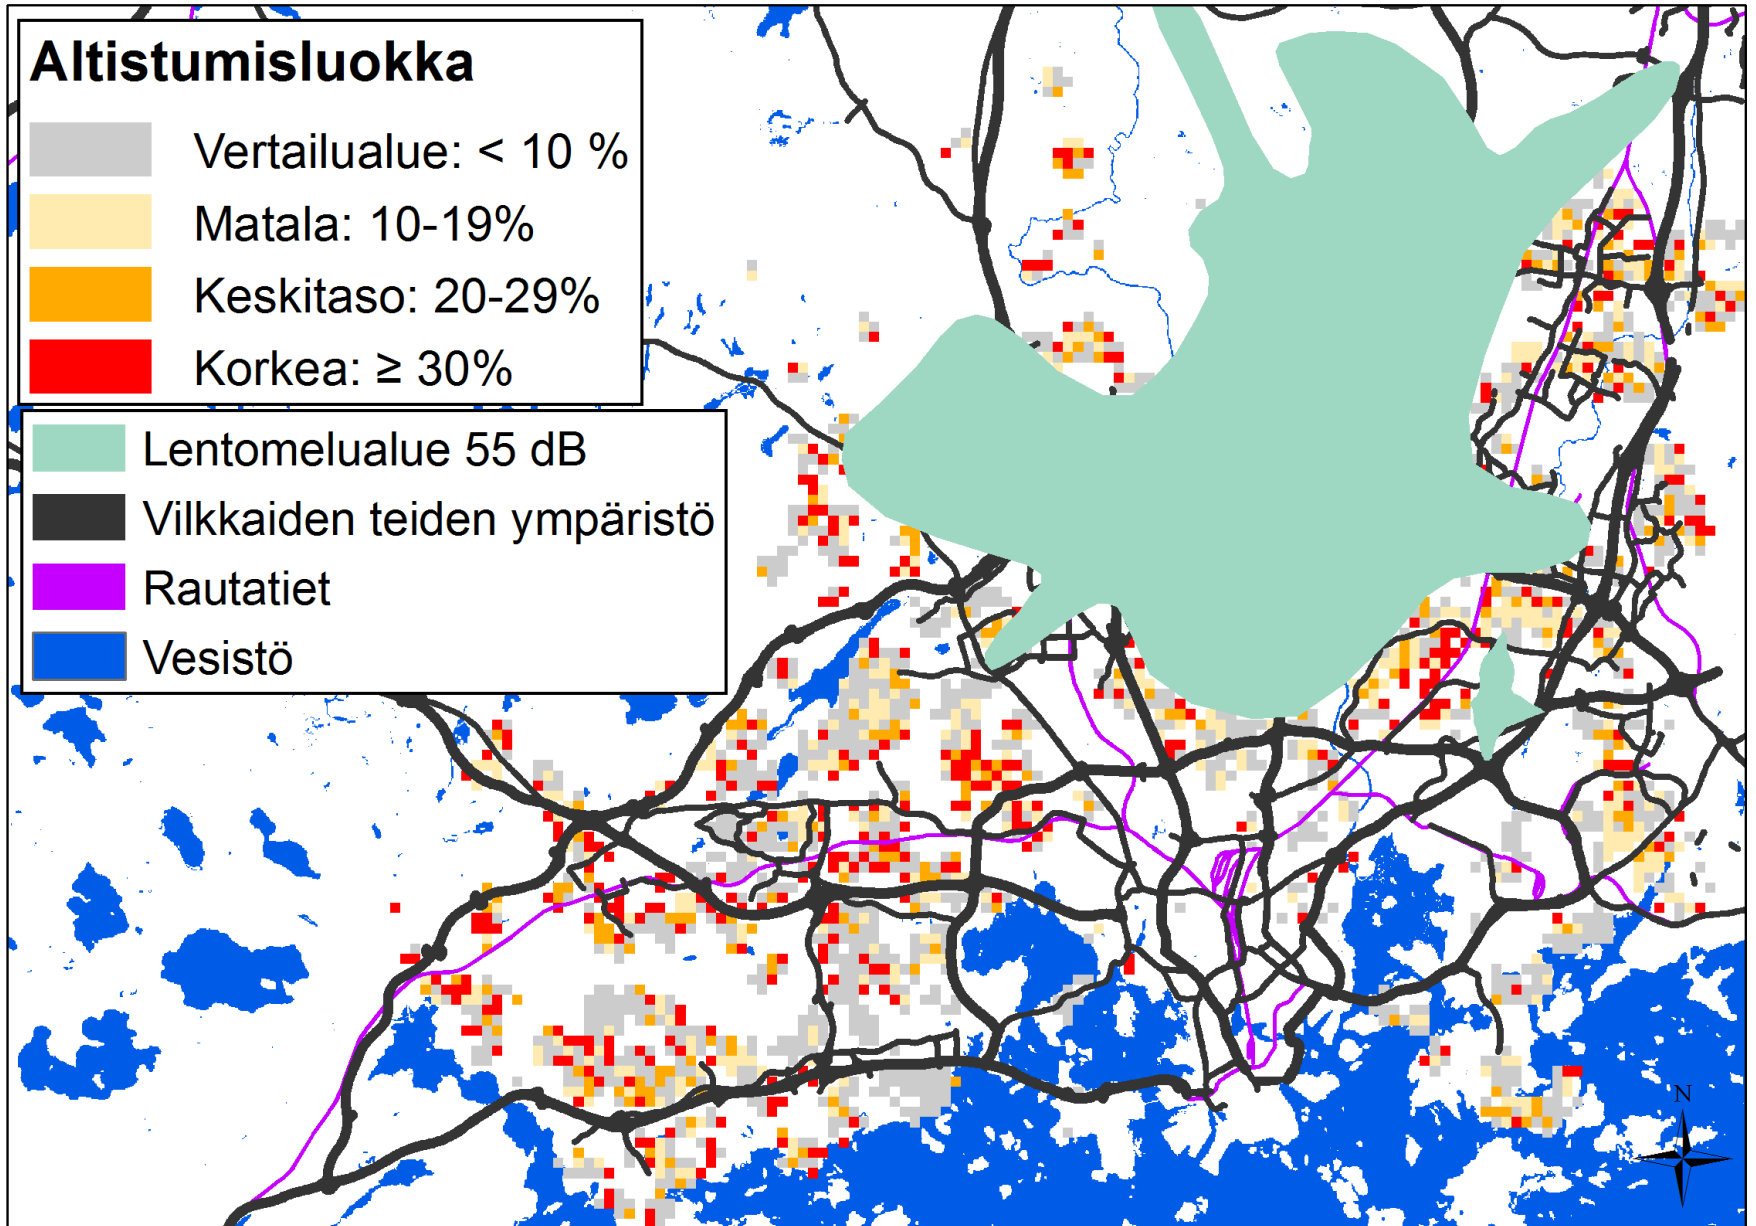 Altistumisluokka
Vertailualue: < 10 %
Matala: 10-19%
Keskitaso: 20-29%
Korkea: ≥ 30%
Lentomelualue 55 dB
Vilkkaiden teiden ympäristö
Rautatiet
Vesistö
N